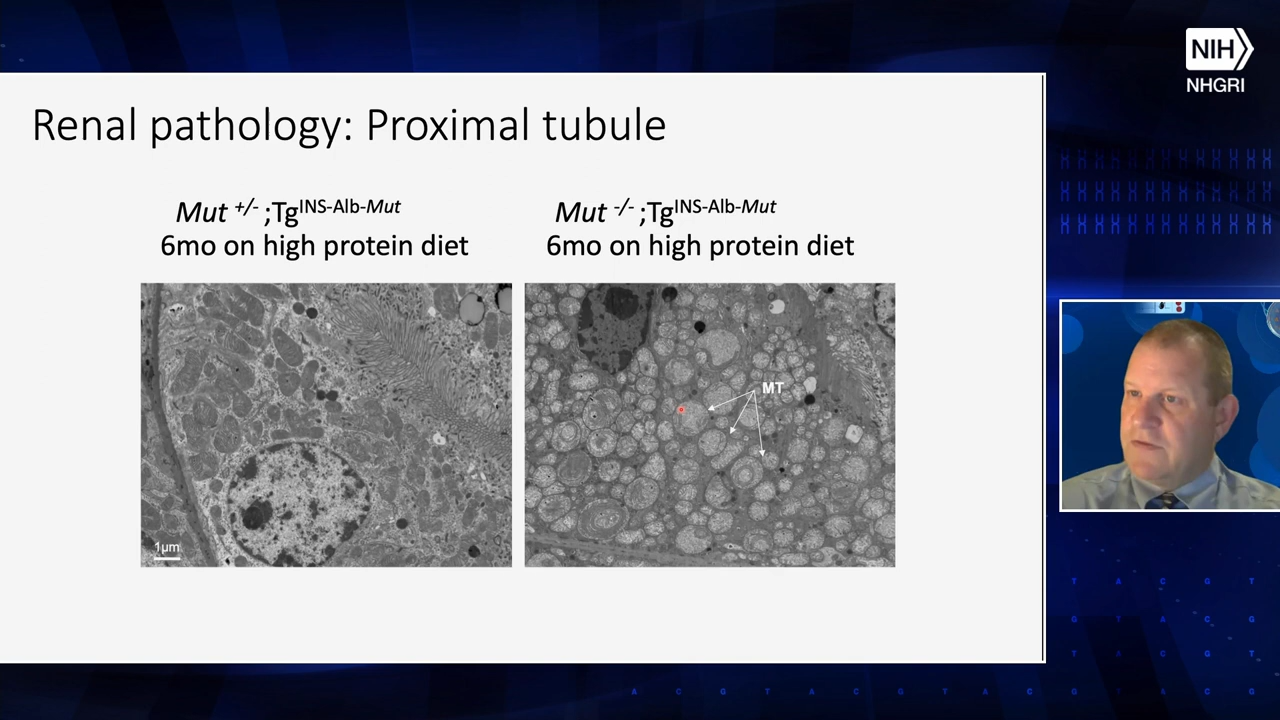 NIH
NHGRI
Renal pathology: Proximal tubule
Mut +/- ;TgINS-Alb-Mut
6mo on high protein diet
Mut -/- ;TgINS-Alb-Mut
6mo on high protein diet
MT
1µm
T A C G T
G T A C G
T A C G T
A C G T A C G T A C G T A C G